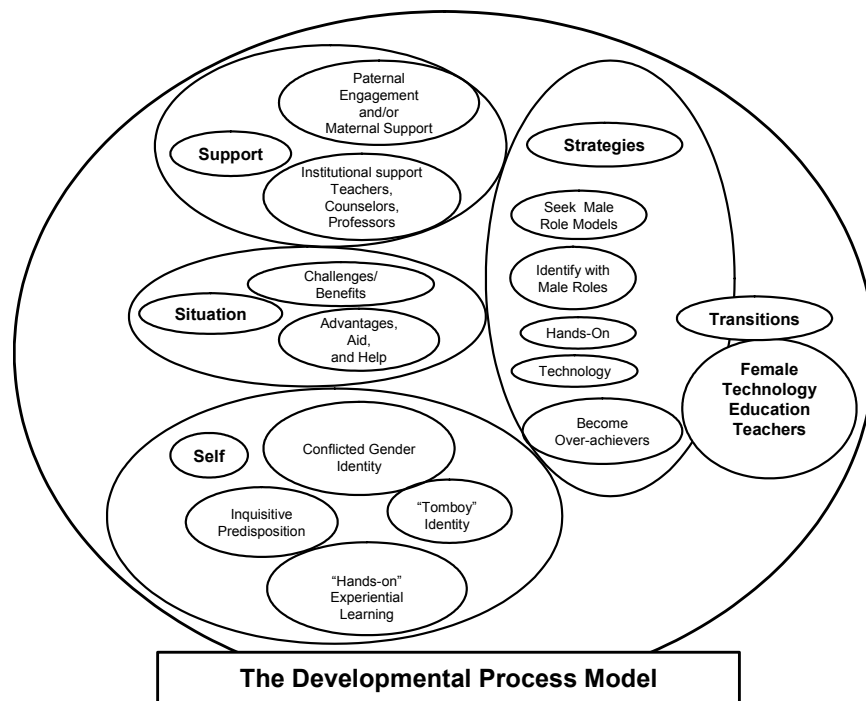 Paternal
Engagement
and/or
Maternal Support
Support
Institutional support
Teachers,
Counselors,
Professors
Challenges/
Benefits
Situation
Advantages,
Aid,
and Help
Self
Conflicted Gender
Identity
Inquisitive
Predisposition
“Tomboy”
Identity
“Hands-on”
Experiential
Learning
Strategies
Seek Male
Role Models
Identify with
Male Roles
Hands-On
Technology
Become
Over-achievers
Transitions
Female
Technology
Education
Teachers
The Developmental Process Model